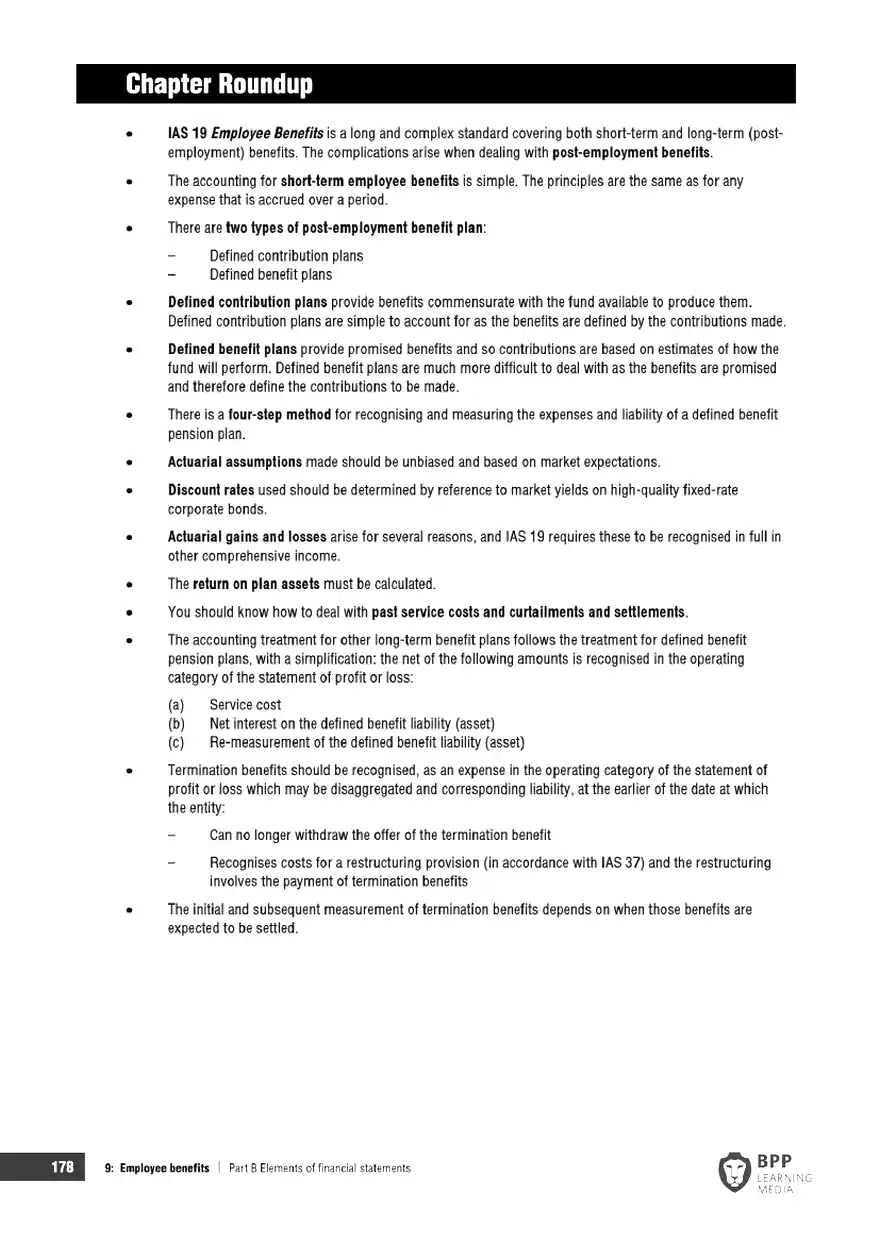 Chapter Roundup
• IAS 19 Employee Benefits is a long and complex standard covering both short-term and long-term (post-
employment) benefits. The complications arise when dealing with post-employment benefits.
• The accounting for short-term employee benefits is simple. The principles are the same as for any
expense that is accrued over a period.
• There are two types of post-employment benefit plan:
– Defined contribution plans
– Defined benefit plans
• Defined contribution plans provide benefits commensurate with the fund available to produce them.
Defined contribution plans are simple to account for as the benefits are defined by the contributions made.
• Defined benefit plans provide promised benefits and so contributions are based on estimates of how the
fund will perform. Defined benefit plans are much more difficult to deal with as the benefits are promised
and therefore define the contributions to be made.
• There is a four-step method for recognising and measuring the expenses and liability of a defined benefit
pension plan.
• Actuarial assumptions made should be unbiased and based on market expectations.
• Discount rates used should be determined by reference to market yields on high-quality fixed-rate
corporate bonds.
• Actuarial gains and losses arise for several reasons, and IAS 19 requires these to be recognised in full in
other comprehensive income.
• The return on plan assets must be calculated.
• You should know how to deal with past service costs and curtailments and settlements.
• The accounting treatment for other long-term benefit plans follows the treatment for defined benefit
pension plans, with a simplification: the net of the following amounts is recognised in the operating
category of the statement of profit or loss:
(a) Service cost
(b) Net interest on the defined benefit liability (asset)
(c) Re-measurement of the defined benefit liability (asset)
• Termination benefits should be recognised, as an expense in the operating category of the statement of
profit or loss which may be disaggregated and corresponding liability, at the earlier of the date at which
the entity:
– Can no longer withdraw the offer of the termination benefit
– Recognises costs for a restructuring provision (in accordance with IAS 37) and the restructuring
involves the payment of termination benefits
• The initial and subsequent measurement of termination benefits depends on when those benefits are
expected to be settled.
178 9: Employee benefits | Part B Elements of financial statements
BPP
LEARNING
MEDIA